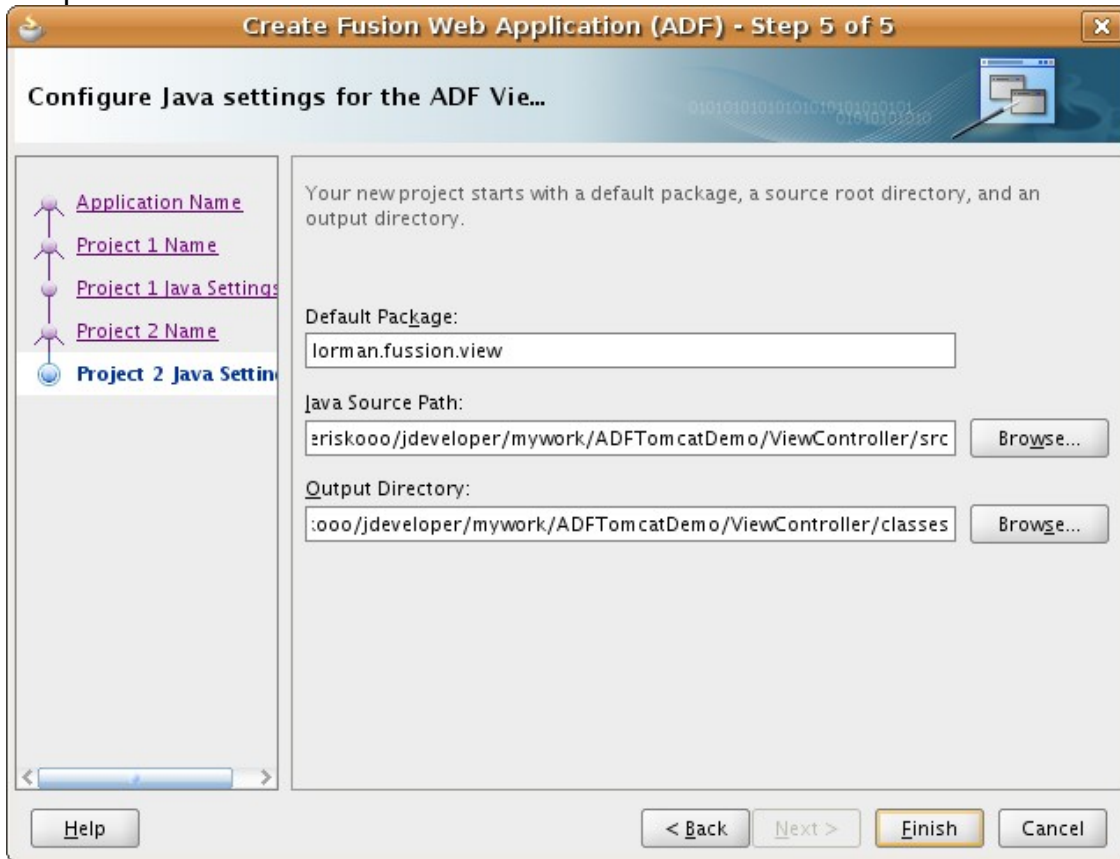 Create Fusion Web Application (ADF) - Step 5 of 5
Configure Java settings for the ADF Vie...
Application Name
Project 1 Name
Project 1 Java Settings
Project 2 Name
Project 2 Java Settin
Your new project starts with a default package, a source root directory, and an
output directory.
Default Package:
lorman.fussion.view
Java Source Path:
eriskooo/jdeveloper/mywork/ADFTomcatDemo/ViewController/src
Browse...
Output Directory:
:ooo/jdeveloper/mywork/ADFTomcatDemo/ViewController/classes
Browse...
Help
< Back
Next >
Finish
Cancel